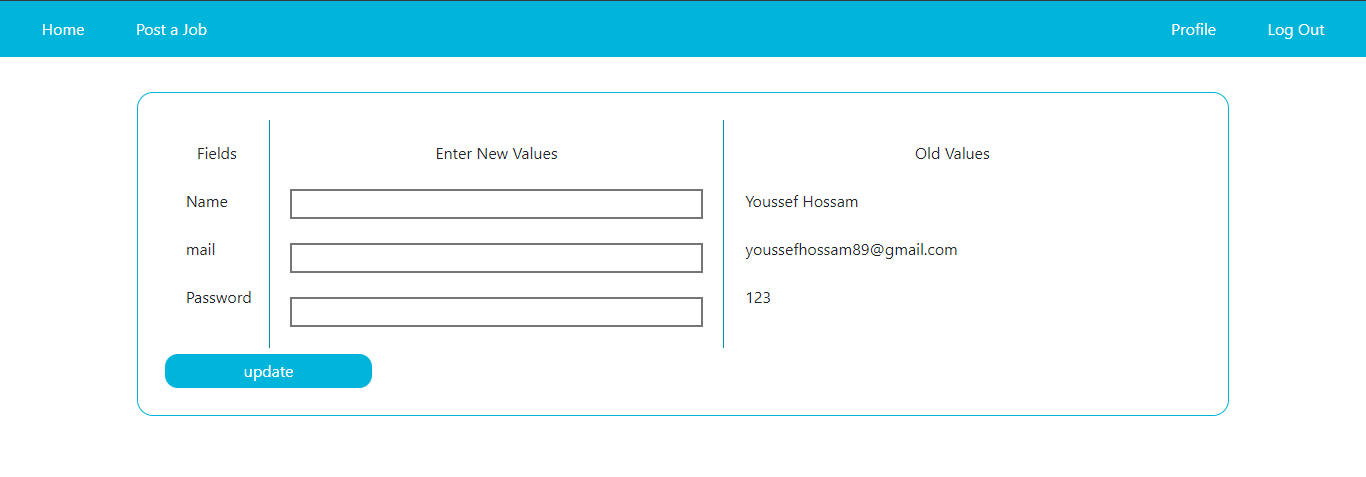 Home Post a Job Profile Log Out
Fields Enter New Values Old Values
Name Youssef Hossam
mail youssefhossam89@gmail.com
Password 123
update